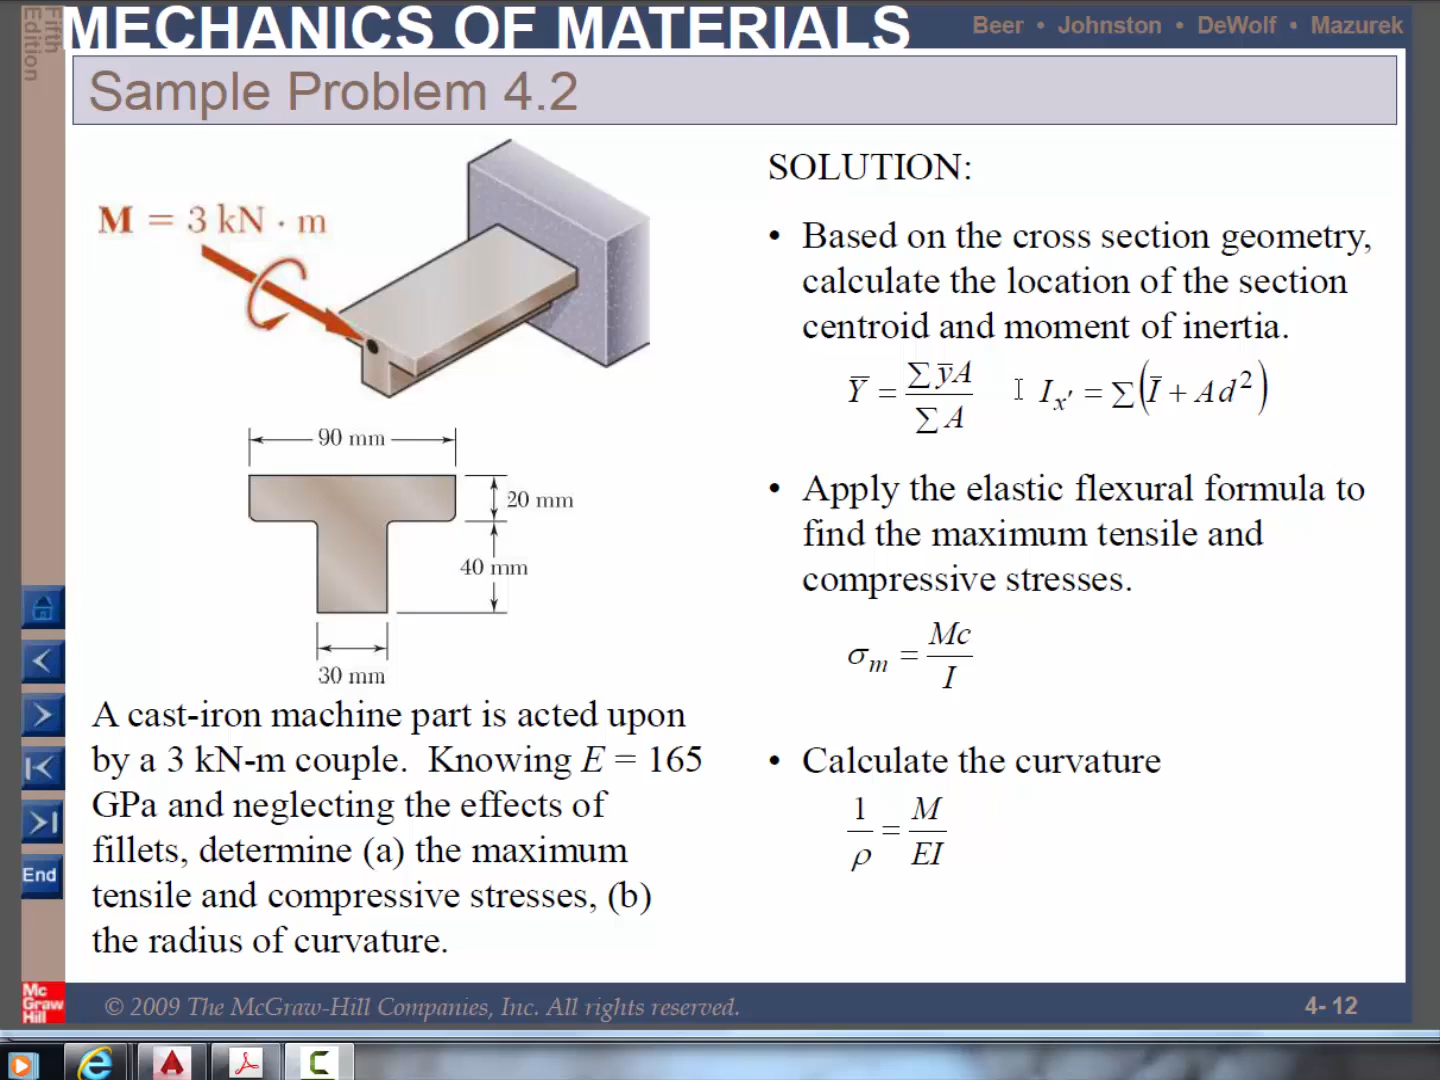 Fifth
Edition
MECHANICS OF MATERIALS
Beer • Johnston • DeWolf • Mazurek
Sample Problem 4.2
M = 3 kN · m
90 mm
20 mm
40 mm
30 mm
A cast-iron machine part is acted upon
by a 3 kN-m couple. Knowing E = 165
GPa and neglecting the effects of
fillets, determine (a) the maximum
tensile and compressive stresses, (b)
the radius of curvature.
SOLUTION:
• Based on the cross section geometry,
calculate the location of the section
centroid and moment of inertia.
Y̅ = ∑ y̅A / ∑ A   I_x′ = ∑(I̅ + Ad²)
• Apply the elastic flexural formula to
find the maximum tensile and
compressive stresses.
σ_m = Mc / I
• Calculate the curvature
1 / ρ = M / EI
End
Mc
Graw
Hill
© 2009 The McGraw-Hill Companies, Inc. All rights reserved.
4- 12